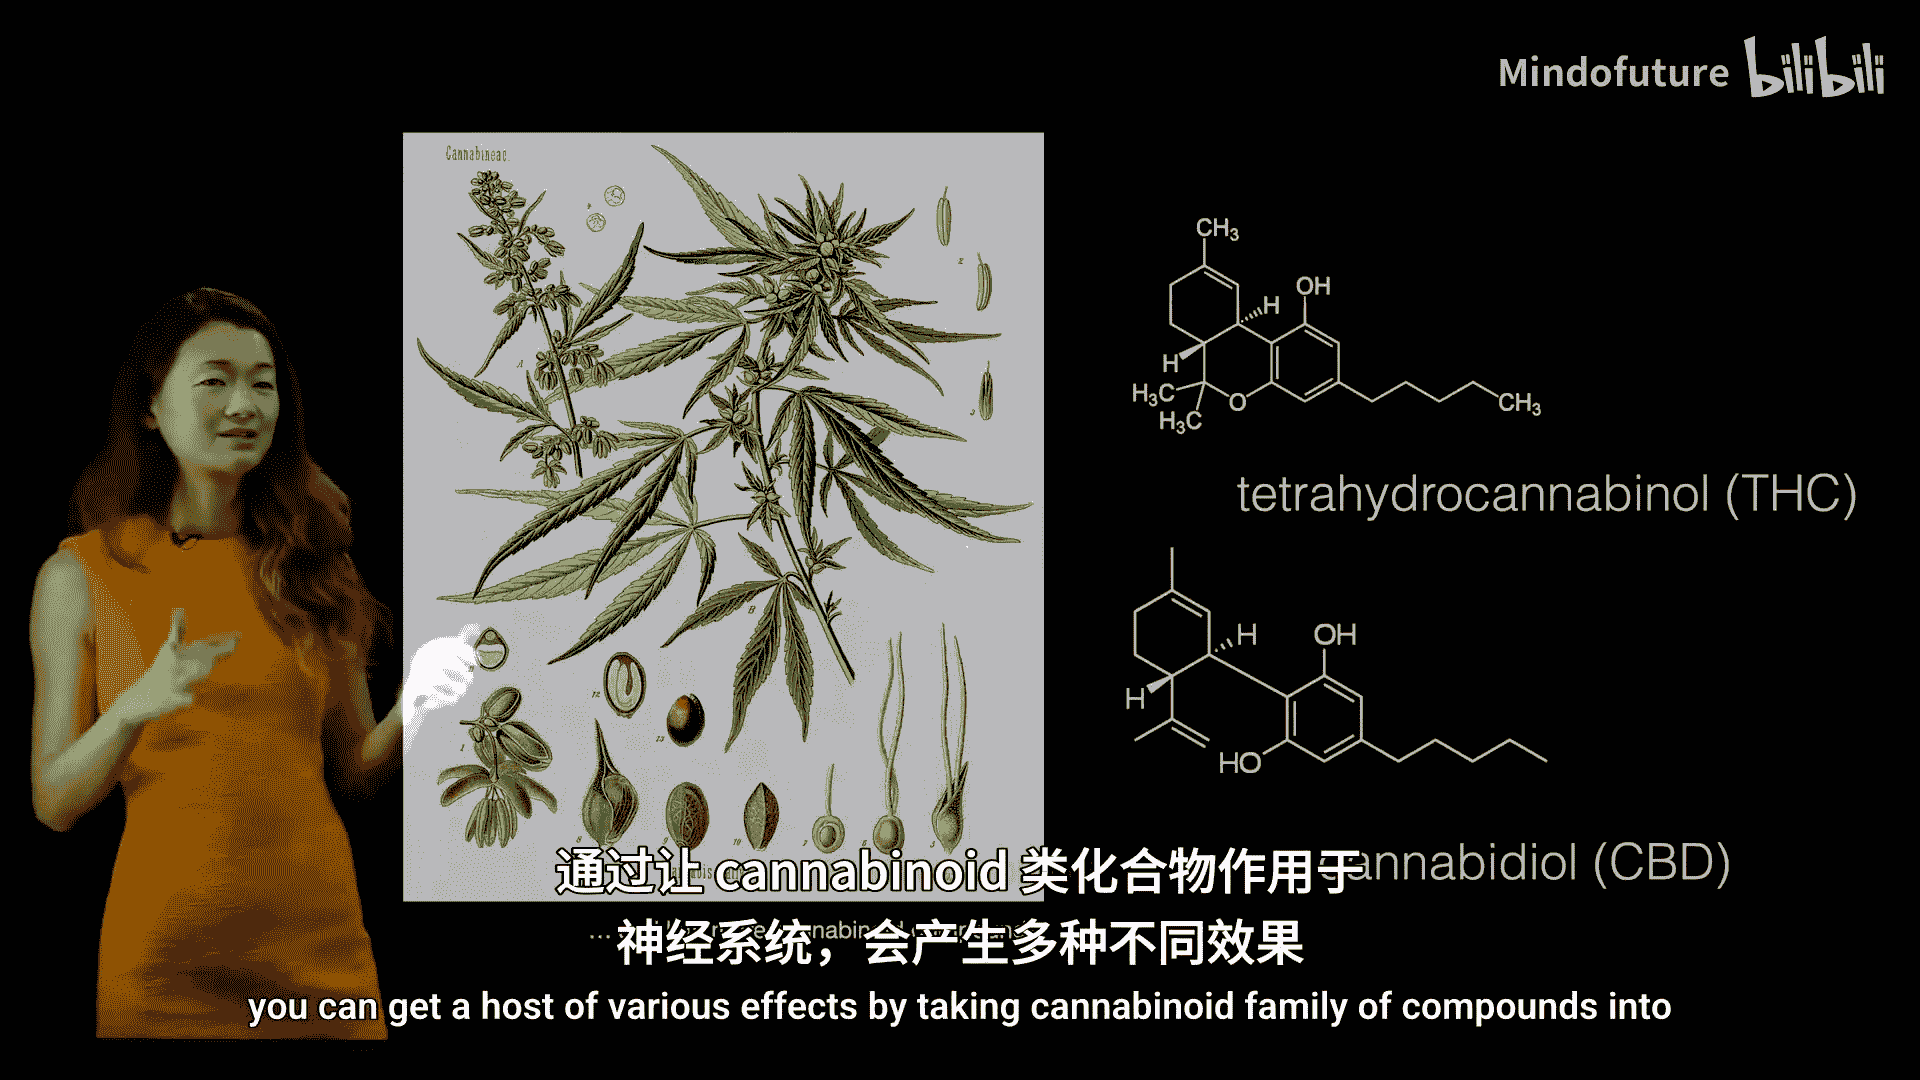 Mindofuture bilibili
Cannabineae.
CH₃
OH
H
H
H₃C
H₃C
O
CH₃
tetrahydrocannabinol (THC)
H
OH
H
HO
annabidiol (CBD)
通过让 cannabinoid 类化合物作用于
神经系统，会产生多种不同效果
you can get a host of various effects by taking cannabinoid family of compounds into